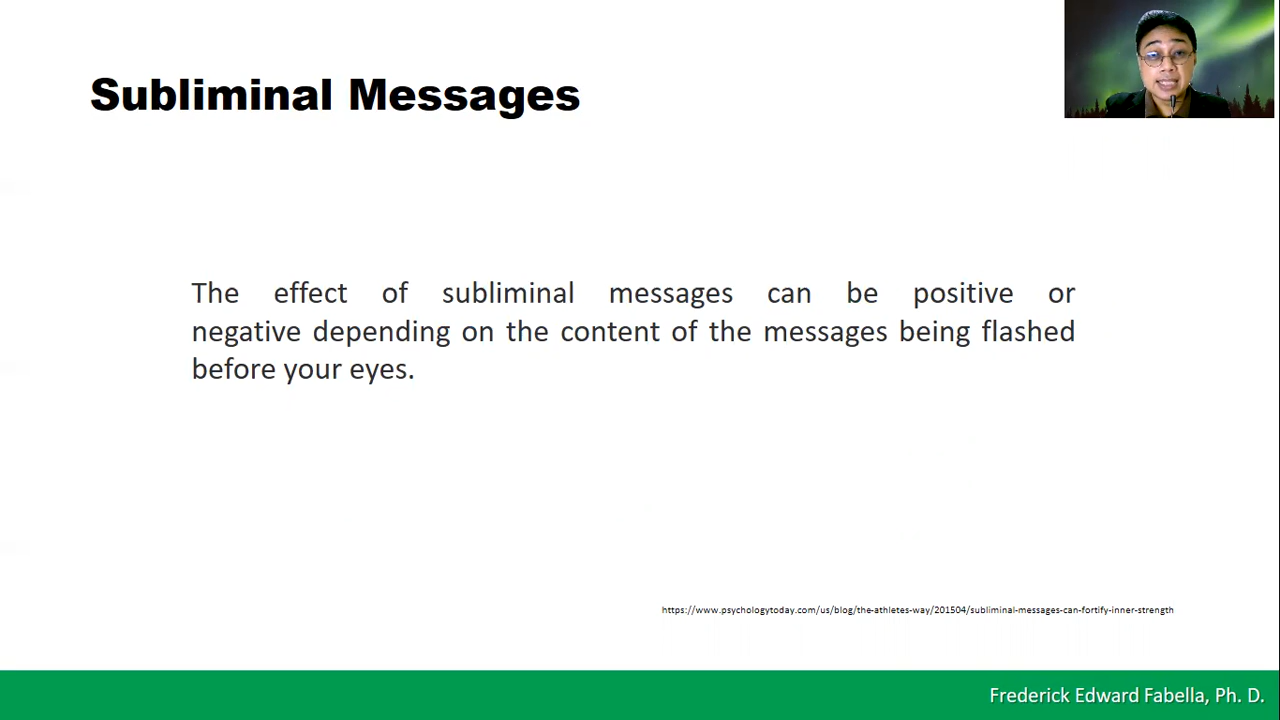 Subliminal Messages
The effect of subliminal messages can be positive or
negative depending on the content of the messages being flashed
before your eyes.
https://www.psychologytoday.com/us/blog/the-athletes-way/201504/subliminal-messages-can-fortify-inner-strength
Frederick Edward Fabella, Ph. D.